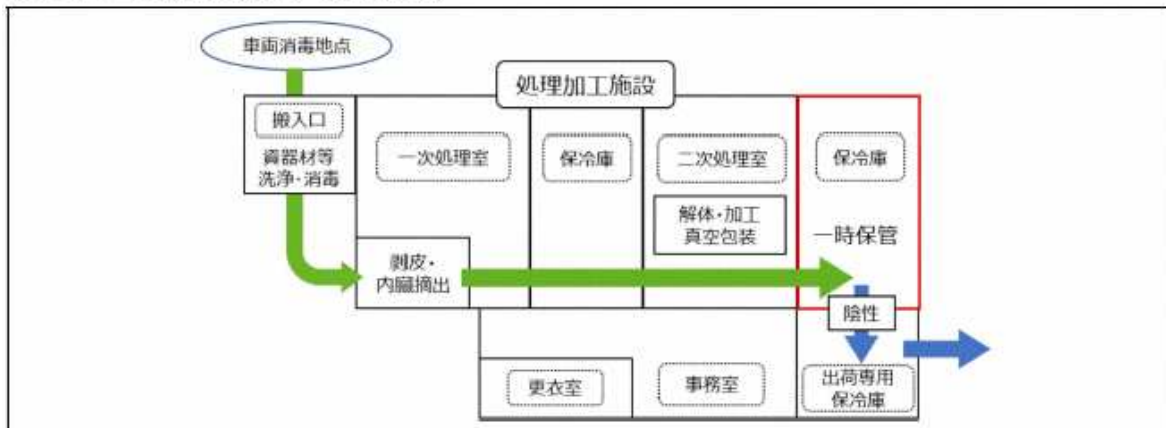 車両消毒地点
処理加工施設
搬入口
資器材等
洗浄・消毒
一次処理室
保冷庫
二次処理室
解体・加工
真空包装
保冷庫
一時保管
剥皮・
内臓摘出
陰性
更衣室
事務室
出荷専用
保冷庫